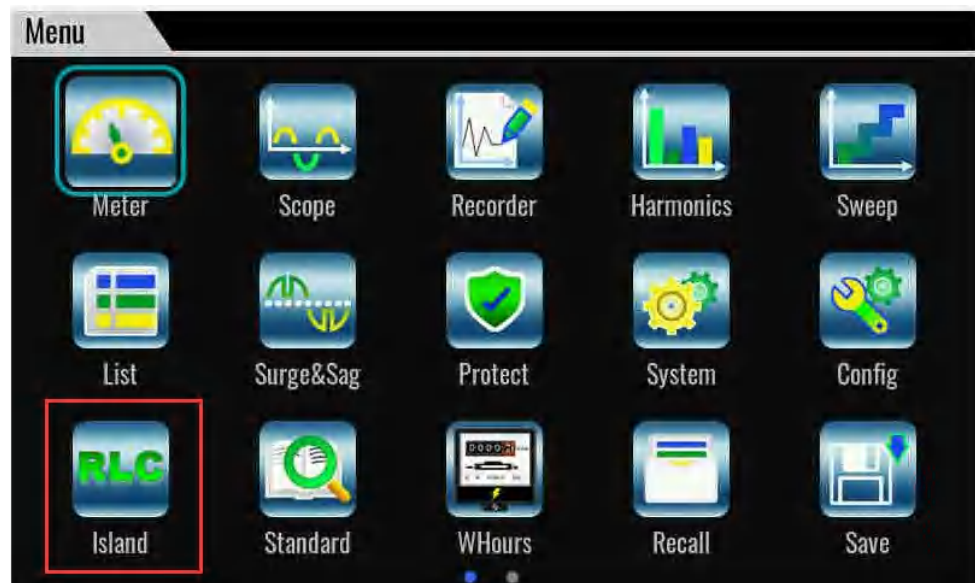 Menu
Meter Scope Recorder Harmonics Sweep
List Surge&Sag Protect System Config
RLC
Island Standard WHours Recall Save